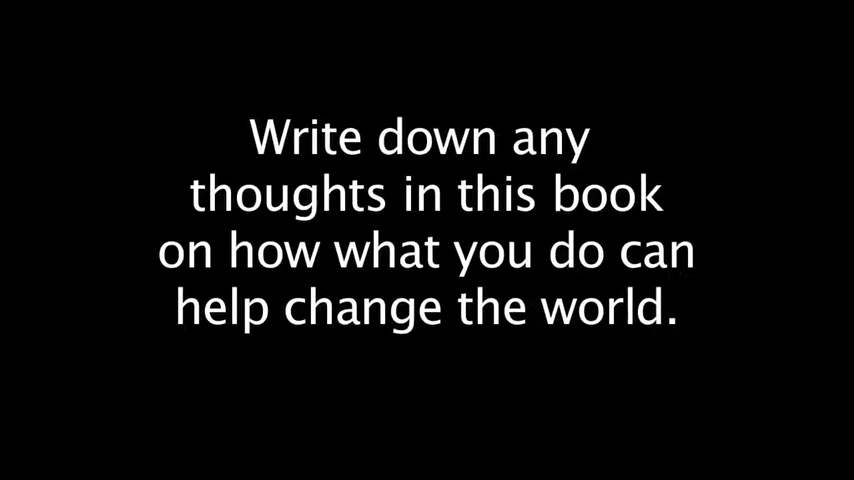 Write down any
thoughts in this book
on how what you do can
help change the world.